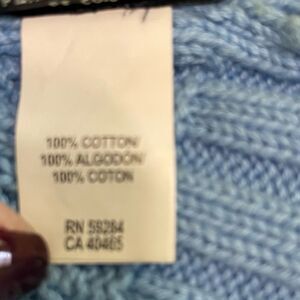 100% COTTON/
100% ALGODON/
100% COTON
RN 59284
CA 40465